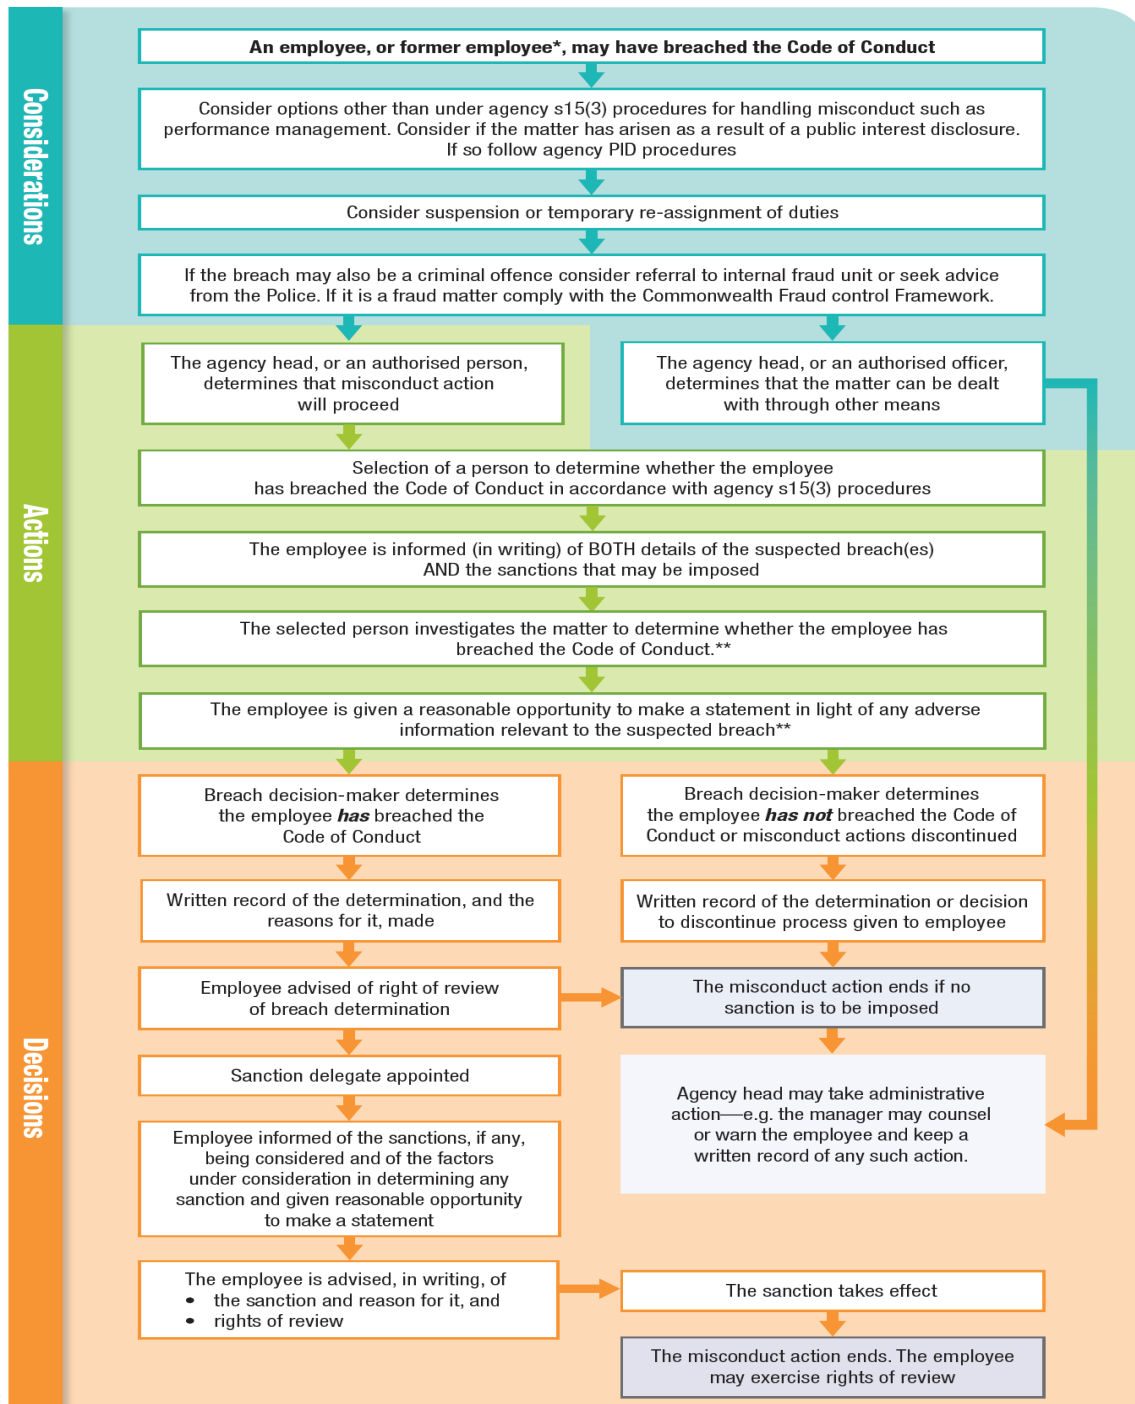 Considerations
An employee, or former employee*, may have breached the Code of Conduct
Consider options other than under agency s15(3) procedures for handling misconduct such as
performance management. Consider if the matter has arisen as a result of a public interest disclosure.
If so follow agency PID procedures
Consider suspension or temporary re-assignment of duties
If the breach may also be a criminal offence consider referral to internal fraud unit or seek advice
from the Police. If it is a fraud matter comply with the Commonwealth Fraud control Framework.
Actions
The agency head, or an authorised person,
determines that misconduct action
will proceed
The agency head, or an authorised officer,
determines that the matter can be dealt
with through other means
Selection of a person to determine whether the employee
has breached the Code of Conduct in accordance with agency s15(3) procedures
The employee is informed (in writing) of BOTH details of the suspected breach(es)
AND the sanctions that may be imposed
The selected person investigates the matter to determine whether the employee has
breached the Code of Conduct.**
The employee is given a reasonable opportunity to make a statement in light of any adverse
information relevant to the suspected breach**
Decisions
Breach decision-maker determines
the employee has breached the
Code of Conduct
Breach decision-maker determines
the employee has not breached the Code of
Conduct or misconduct actions discontinued
Written record of the determination, and the
reasons for it, made
Written record of the determination or decision
to discontinue process given to employee
Employee advised of right of review
of breach determination
The misconduct action ends if no
sanction is to be imposed
Sanction delegate appointed
Agency head may take administrative
action—e.g. the manager may counsel
or warn the employee and keep a
written record of any such action.
Employee informed of the sanctions, if any,
being considered and of the factors
under consideration in determining any
sanction and given reasonable opportunity
to make a statement
The employee is advised, in writing, of
• the sanction and reason for it, and
• rights of review
The sanction takes effect
The misconduct action ends. The employee
may exercise rights of review